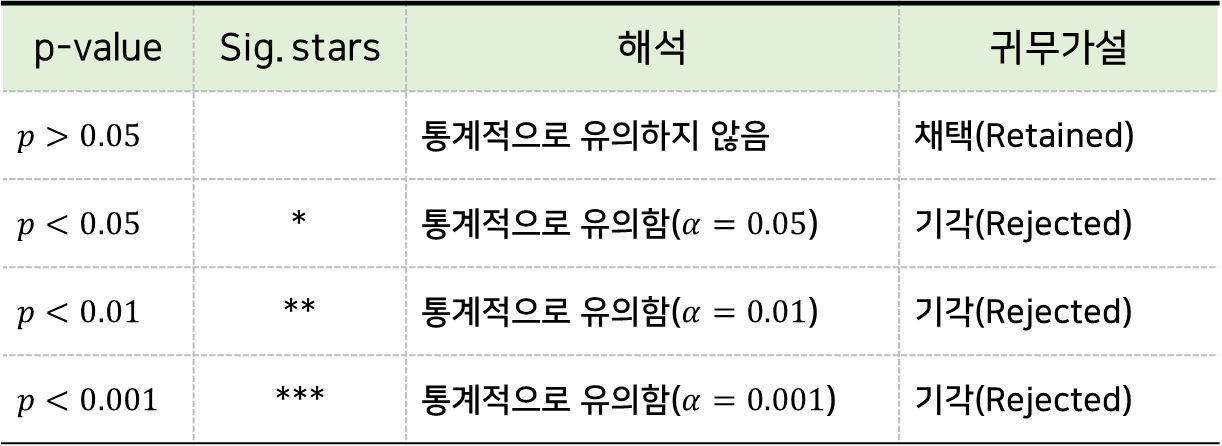 p-value Sig. stars 해석 귀무가설
p > 0.05 통계적으로 유의하지 않음 채택(Retained)
p < 0.05 * 통계적으로 유의함(α = 0.05) 기각(Rejected)
p < 0.01 ** 통계적으로 유의함(α = 0.01) 기각(Rejected)
p < 0.001 *** 통계적으로 유의함(α = 0.001) 기각(Rejected)